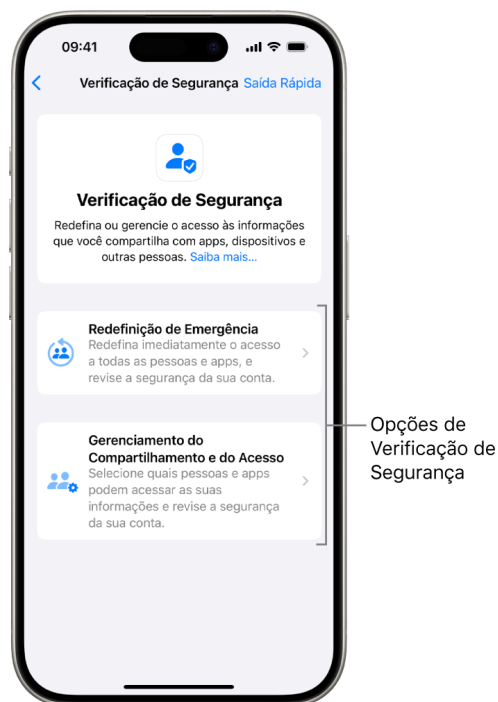 09:41
Verificação de Segurança Saída Rápida
Verificação de Segurança
Redefina ou gerencie o acesso às informações
que você compartilha com apps, dispositivos e
outras pessoas. Saiba mais...
Redefinição de Emergência
Redefina imediatamente o acesso
a todas as pessoas e apps, e
revise a segurança da sua conta.
Gerenciamento do
Compartilhamento e do Acesso
Selecione quais pessoas e apps
podem acessar as suas
informações e revise a segurança
da sua conta.
Opções de
Verificação de
Segurança